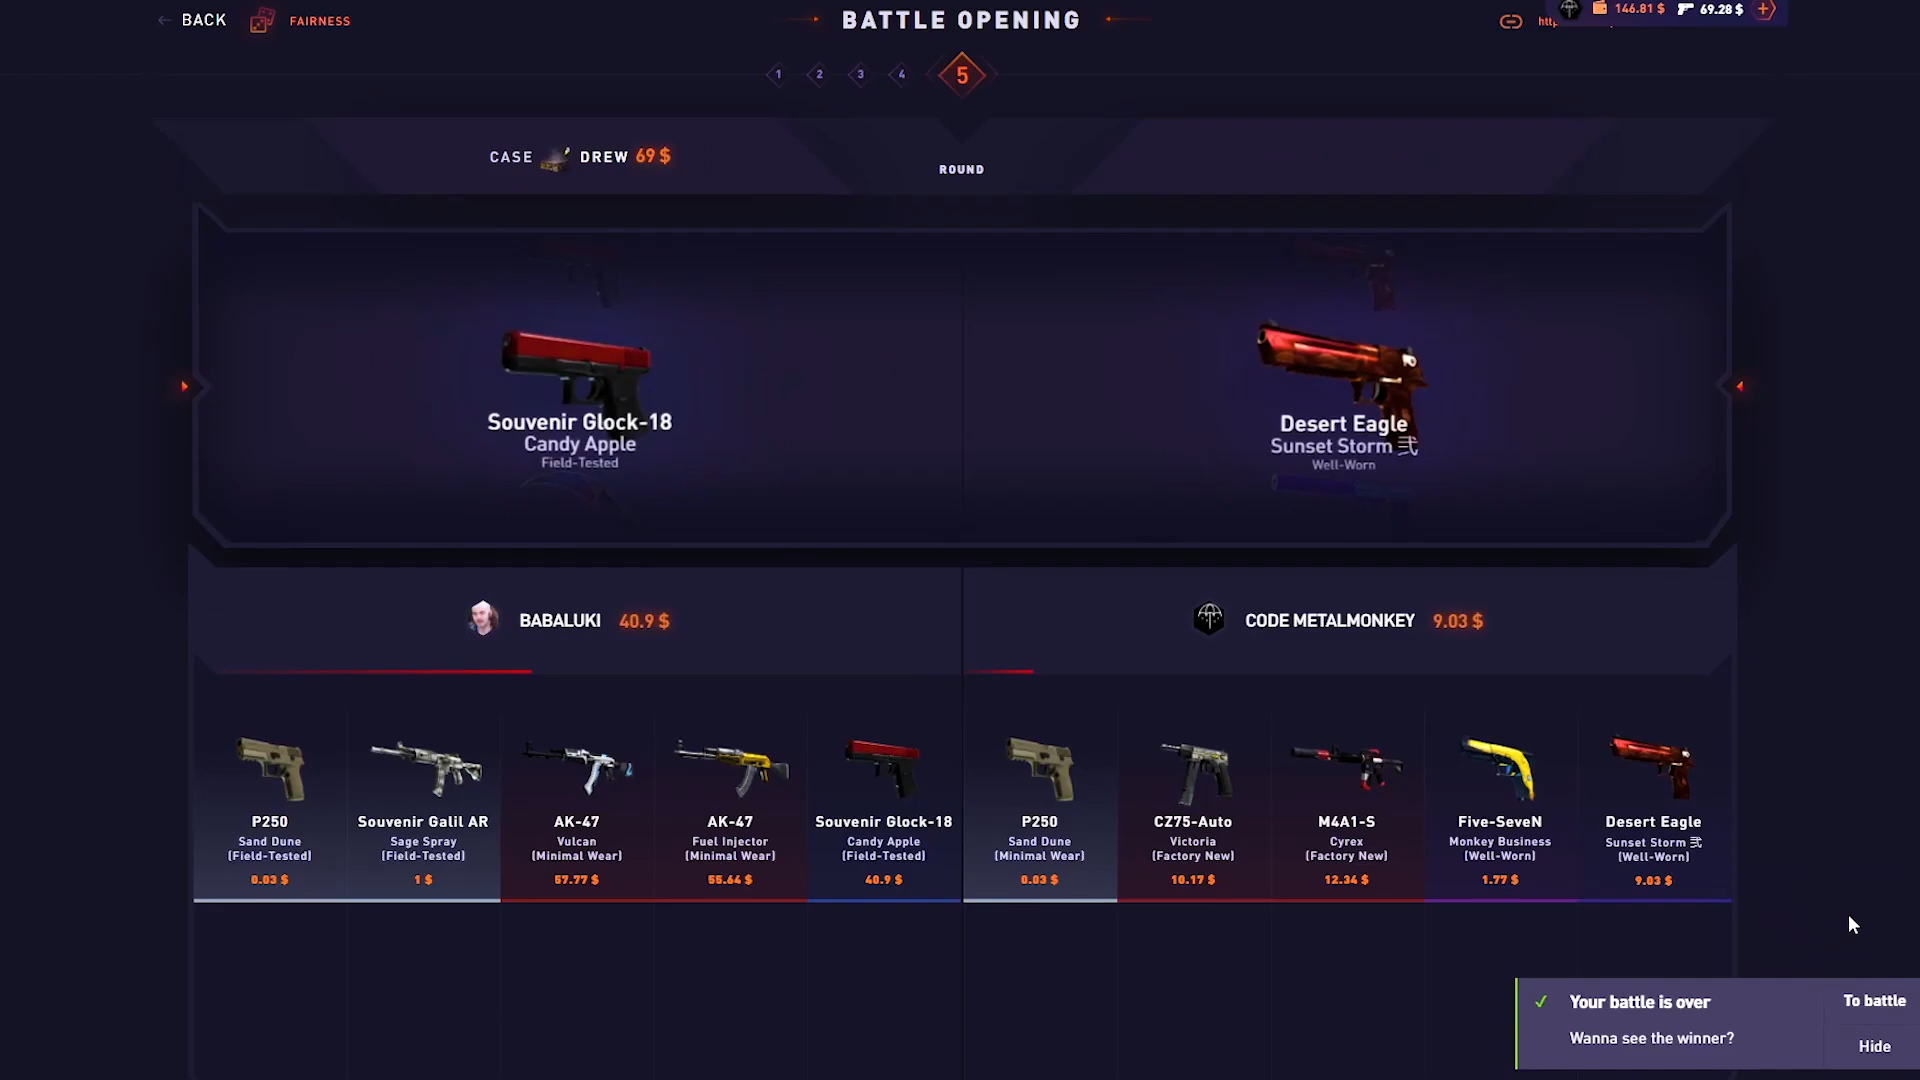 BACK
FAIRNESS
BATTLE OPENING
146.81 $
69.28 $
1
2
3
4
5
CASE DREW 69 $
ROUND
Souvenir Glock-18
Candy Apple
Field-Tested
Desert Eagle
Sunset Storm 弐
Well-Worn
BABALUKI 40.9 $
CODE METALMONKEY 9.03 $
P250
Sand Dune
(Field-Tested)
0.03 $
Souvenir Galil AR
Sage Spray
(Field-Tested)
1 $
AK-47
Vulcan
(Minimal Wear)
57.77 $
AK-47
Fuel Injector
(Minimal Wear)
55.64 $
Souvenir Glock-18
Candy Apple
(Field-Tested)
40.9 $
P250
Sand Dune
(Minimal Wear)
0.03 $
CZ75-Auto
Victoria
(Factory New)
10.17 $
M4A1-S
Cyrex
(Factory New)
12.34 $
Five-SeveN
Monkey Business
(Well-Worn)
1.77 $
Desert Eagle
Sunset Storm 弐
(Well-Worn)
9.03 $
Your battle is over
To battle
Wanna see the winner?
Hide